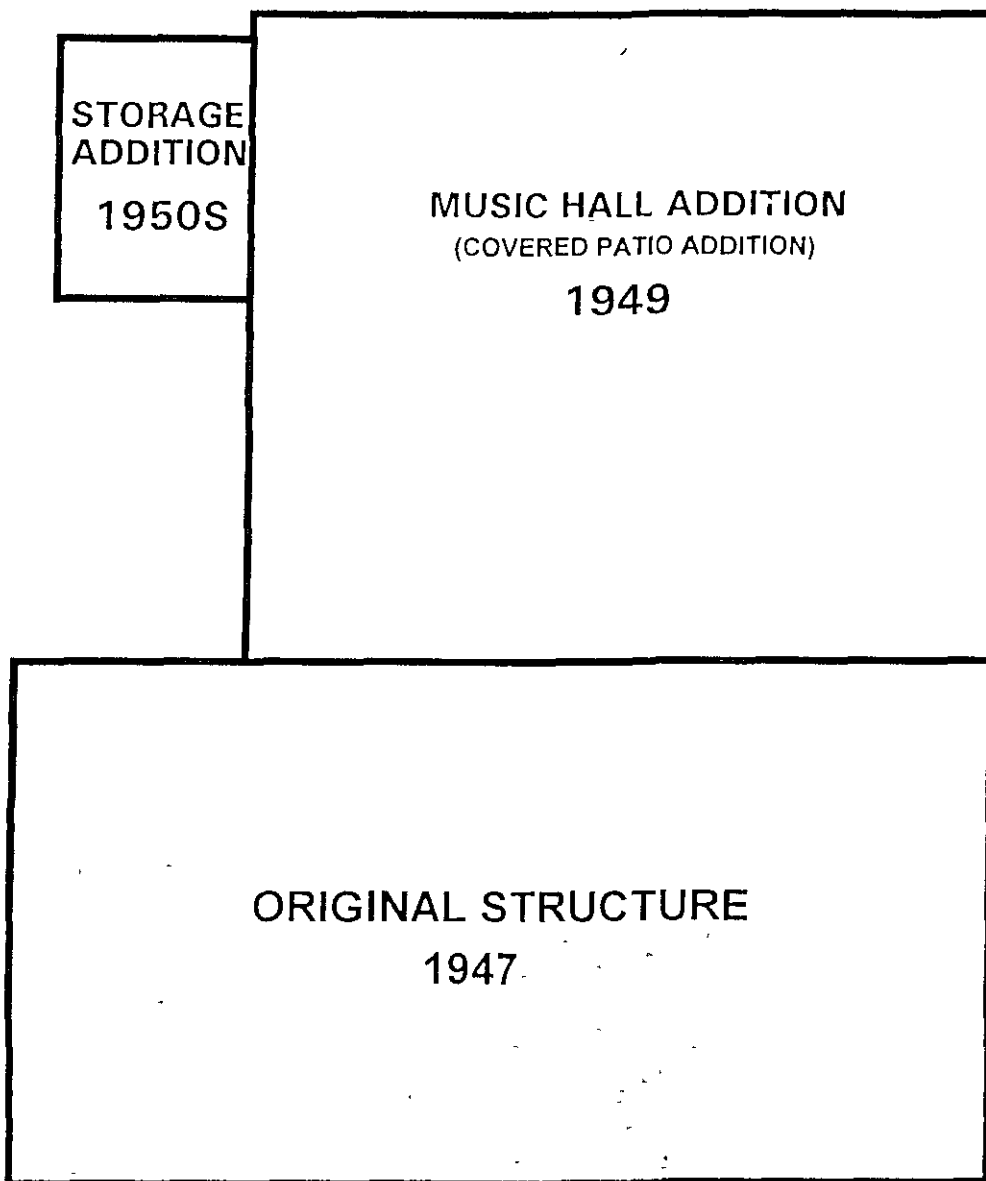 STORAGE
ADDITION
1950S
MUSIC HALL ADDITION
(COVERED PATIO ADDITION)
1949
ORIGINAL STRUCTURE
1947